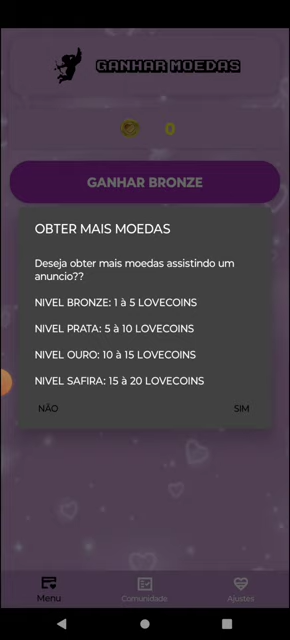 GANHAR MOEDAS
0
GANHAR BRONZE
OBTER MAIS MOEDAS
Deseja obter mais moedas assistindo um
anuncio??
NIVEL BRONZE: 1 à 5 LOVECOINS
NIVEL PRATA: 5 à 10 LOVECOINS
NIVEL OURO: 10 à 15 LOVECOINS
NIVEL SAFIRA: 15 à 20 LOVECOINS
NÃO SIM
Menu Comunidade Ajustes